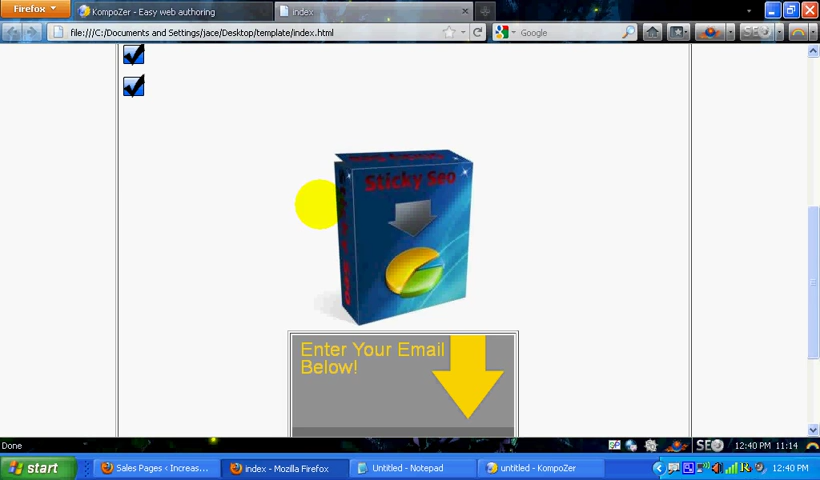 Firefox
KompoZer - Easy web authoring
index
file:///C:/Documents and Settings/jace/Desktop/template/index.html
Google
SEO
Sticky Seo
Enter Your Email
Below!
Done
SEO
12:40 PM 11:14
start
Sales Pages < Increas...
index - Mozilla Firefox
Untitled - Notepad
untitled - KompoZer
12:40 PM